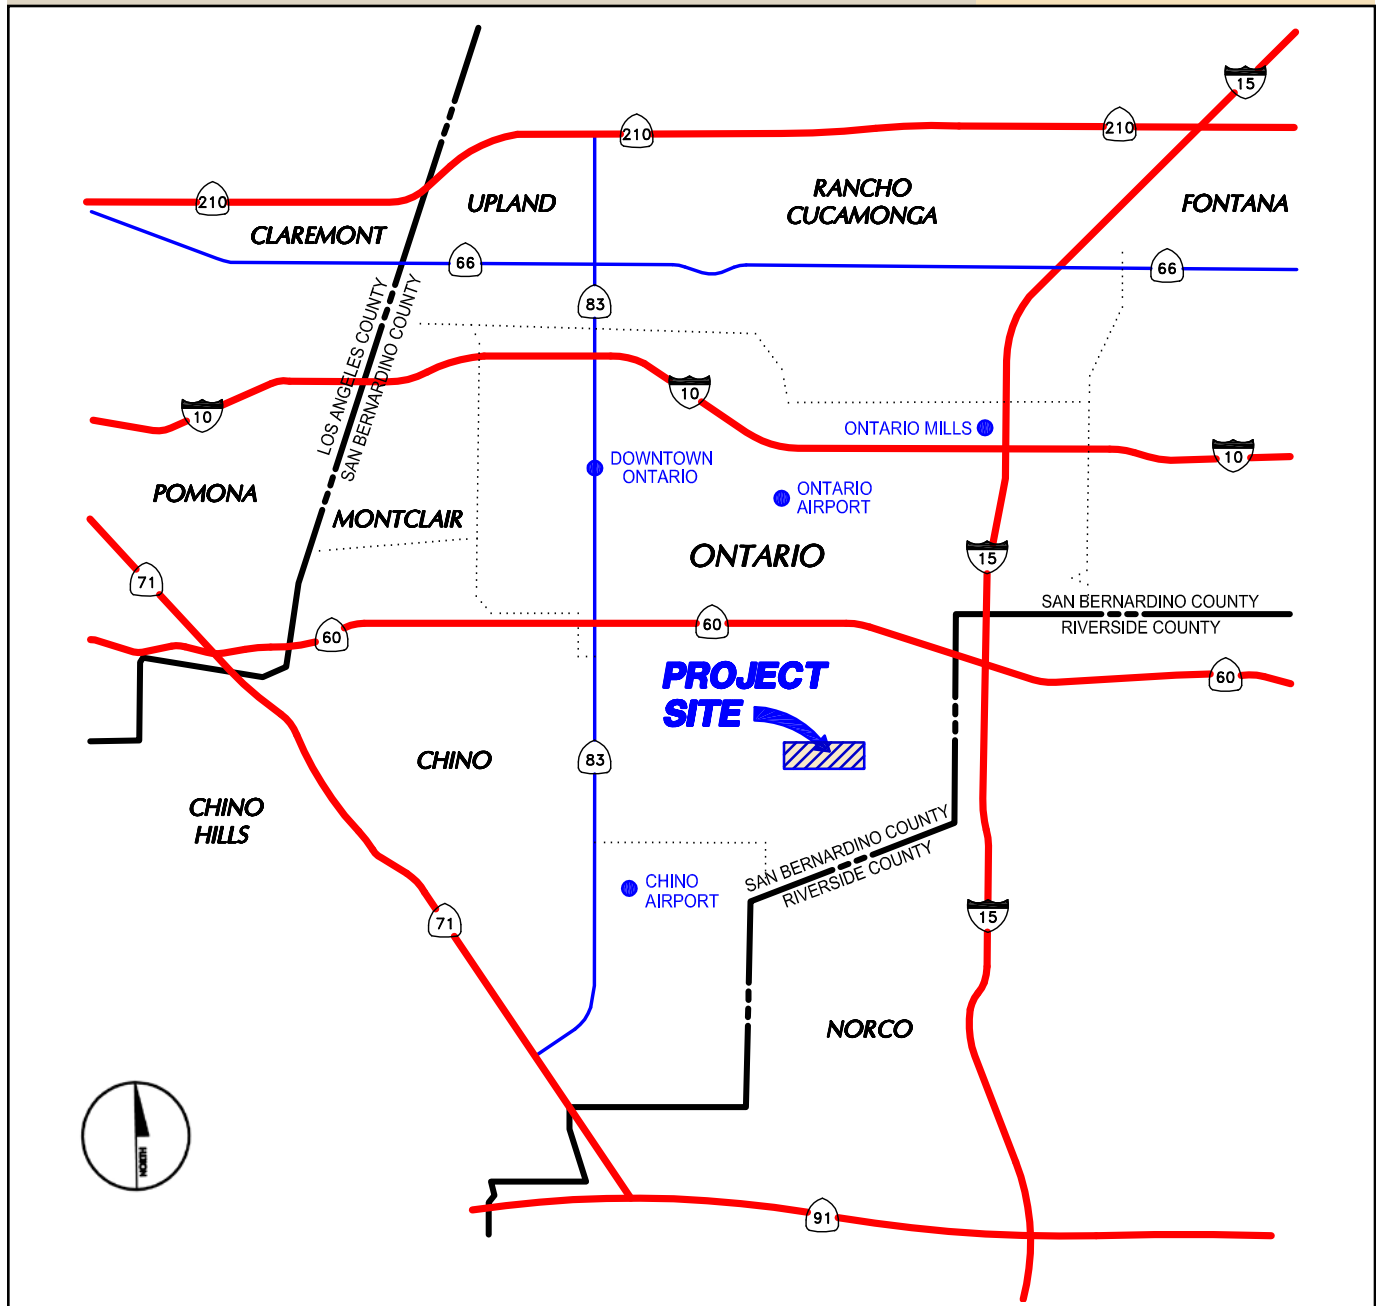 15
210
210
210
UPLAND
RANCHO
CUCAMONGA
FONTANA
CLAREMONT
66
66
83
LOS ANGELES COUNTY
SAN BERNARDINO COUNTY
10
10
ONTARIO MILLS
10
DOWNTOWN
ONTARIO
ONTARIO
AIRPORT
POMONA
MONTCLAIR
ONTARIO
15
71
SAN BERNARDINO COUNTY
RIVERSIDE COUNTY
60
60
60
PROJECT
SITE
CHINO
83
CHINO
HILLS
SAN BERNARDINO COUNTY
RIVERSIDE COUNTY
CHINO
AIRPORT
71
15
NORCO
NORTH
91